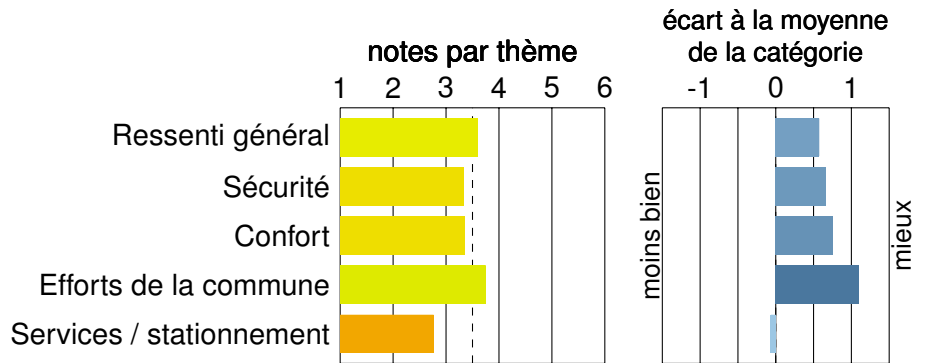 notes par thème
1 2 3 4 5 6
Ressenti général
Sécurité
Confort
Efforts de la commune
Services / stationnement
écart à la moyenne
de la catégorie
-1 0 1
moins bien
mieux